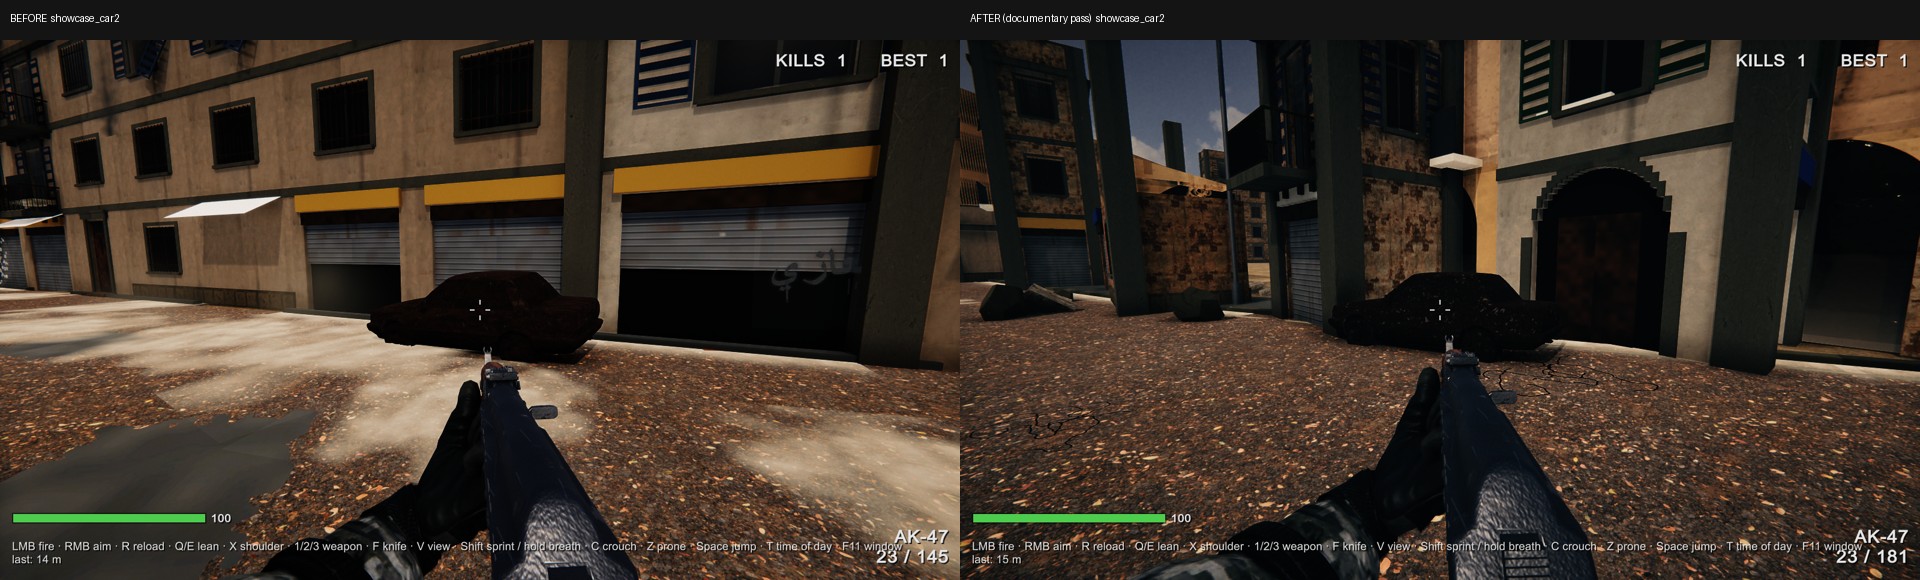 BEFORE showcase_car2
KILLS 1 BEST 1
100
AK-47
LMB fire · RMB aim · R reload · Q/E lean · X shoulder · 1/2/3 weapon · F knife · V view · Shift sprint / hold breath · C crouch · Z prone · Space jump · T time of day · F11 window
last: 14 m
23 / 145
AFTER (documentary pass) showcase_car2
KILLS 1 BEST 1
100
AK-47
LMB fire · RMB aim · R reload · Q/E lean · X shoulder · 1/2/3 weapon · F knife · V view · Shift sprint / hold breath · C crouch · Z prone · Space jump · T time of day · F11 window
last: 15 m
23 / 181